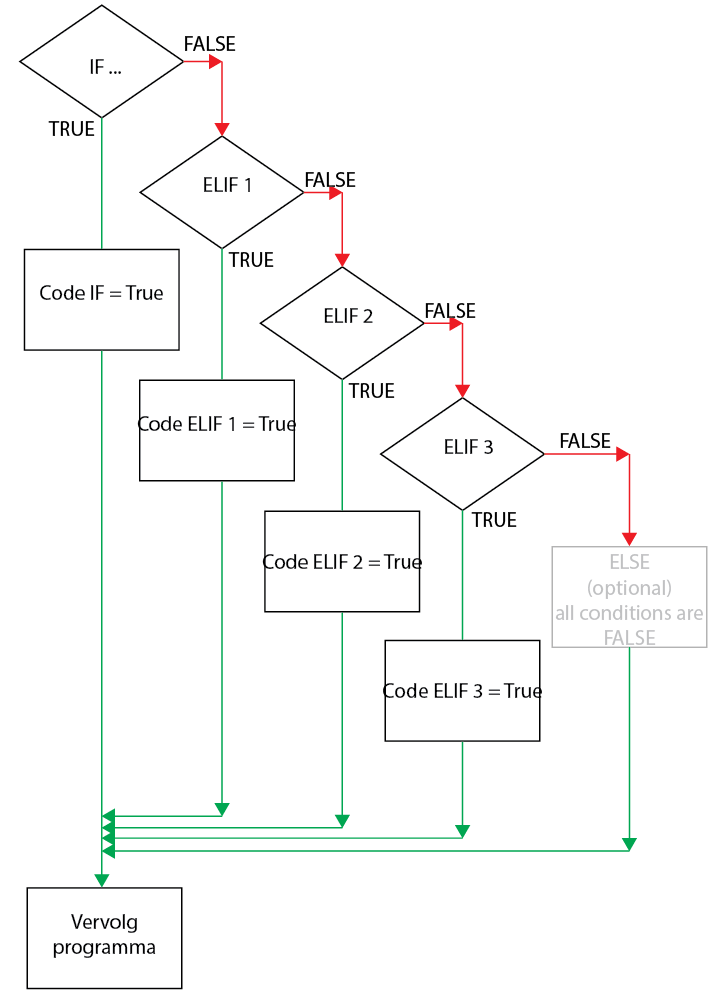 IF ...
FALSE
TRUE
ELIF 1
FALSE
TRUE
Code IF = True
ELIF 2
FALSE
TRUE
Code ELIF 1 = True
ELIF 3
FALSE
TRUE
Code ELIF 2 = True
ELSE
(optional)
all conditions are
FALSE
Code ELIF 3 = True
Vervolg
programma